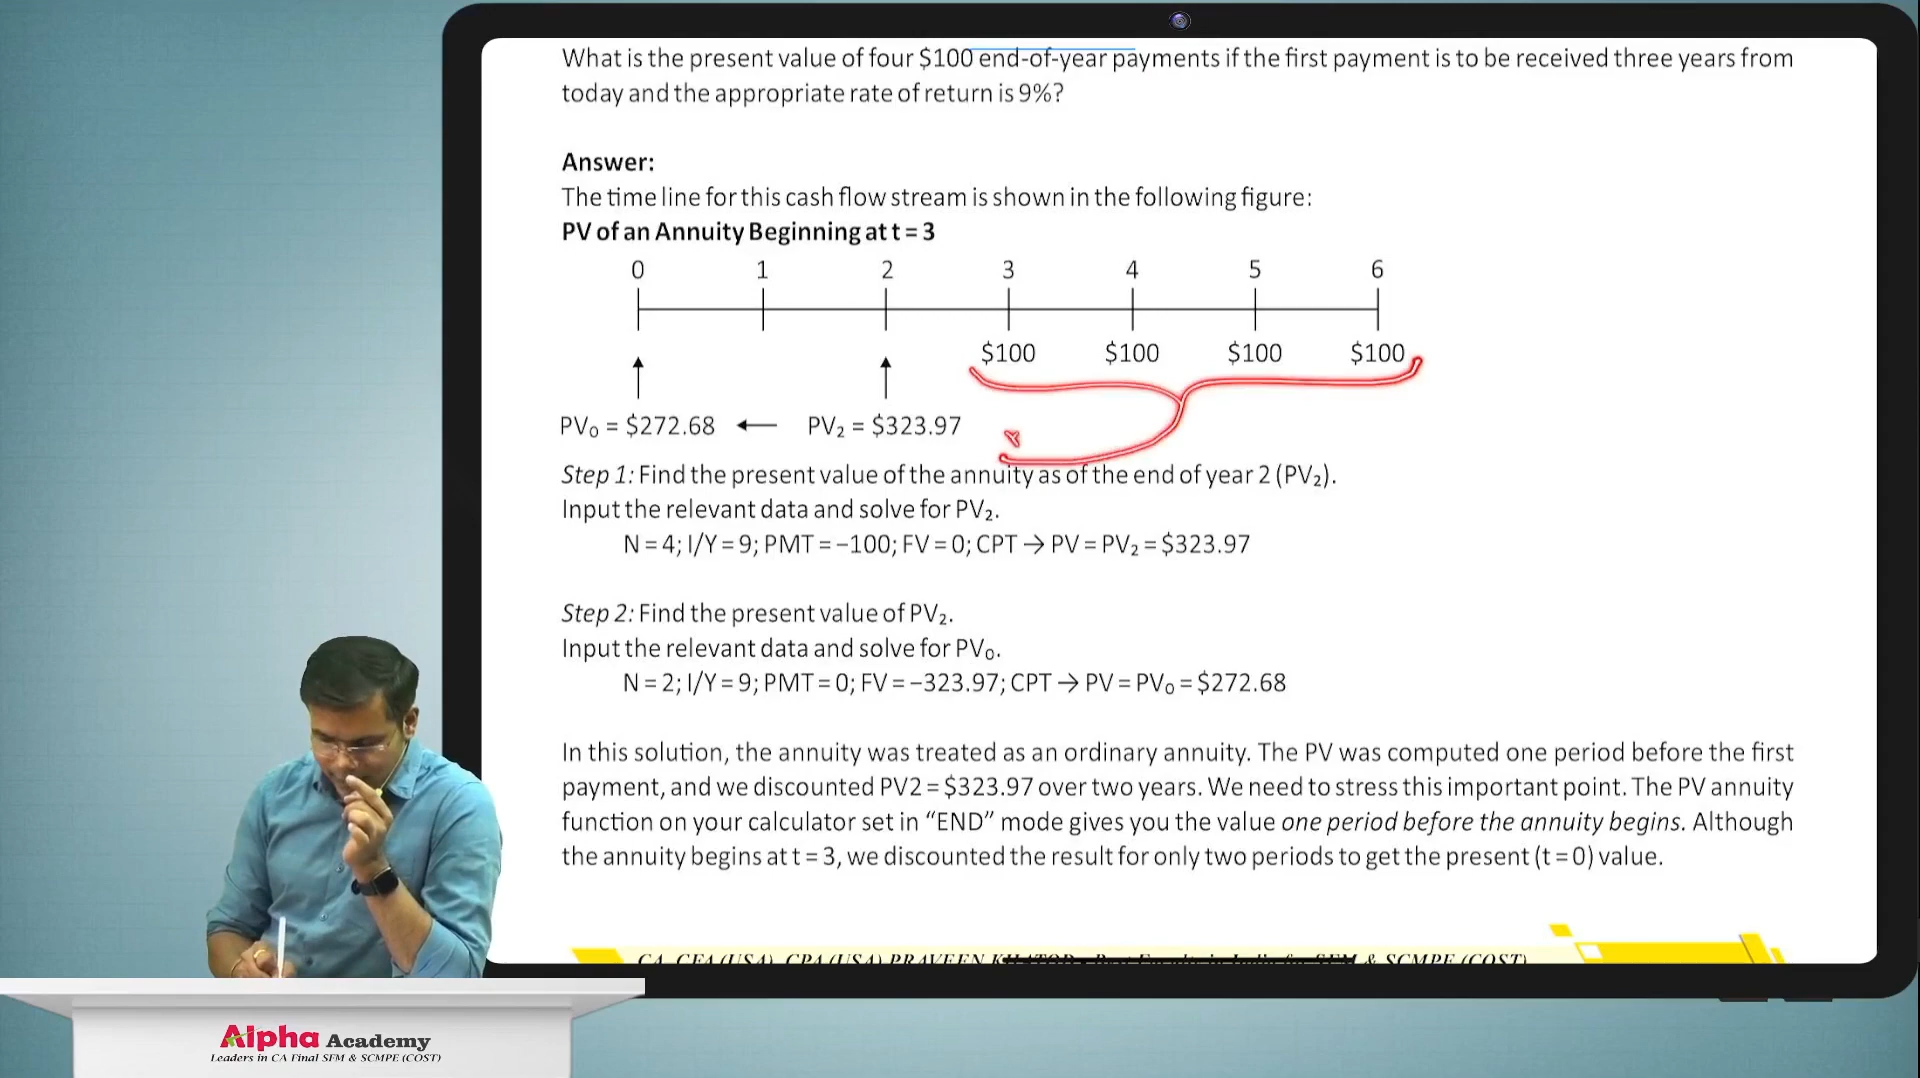 What is the present value of four $100 end-of-year payments if the first payment is to be received three years from
today and the appropriate rate of return is 9%?
Answer:
The time line for this cash flow stream is shown in the following figure:
PV of an Annuity Beginning at t = 3
0 1 2 3 4 5 6
$100 $100 $100 $100
PV₀ = $272.68 ← PV₂ = $323.97
Step 1: Find the present value of the annuity as of the end of year 2 (PV₂).
Input the relevant data and solve for PV₂.
N = 4; I/Y = 9; PMT = −100; FV = 0; CPT → PV = PV₂ = $323.97
Step 2: Find the present value of PV₂.
Input the relevant data and solve for PV₀.
N = 2; I/Y = 9; PMT = 0; FV = −323.97; CPT → PV = PV₀ = $272.68
In this solution, the annuity was treated as an ordinary annuity. The PV was computed one period before the first
payment, and we discounted PV2 = $323.97 over two years. We need to stress this important point. The PV annuity
function on your calculator set in “END” mode gives you the value one period before the annuity begins. Although
the annuity begins at t = 3, we discounted the result for only two periods to get the present (t = 0) value.
CA, CFA (USA), CPA (USA) PRAVEEN & SCMPE (COST)
Alpha Academy
Leaders in CA Final SFM & SCMPE (COST)